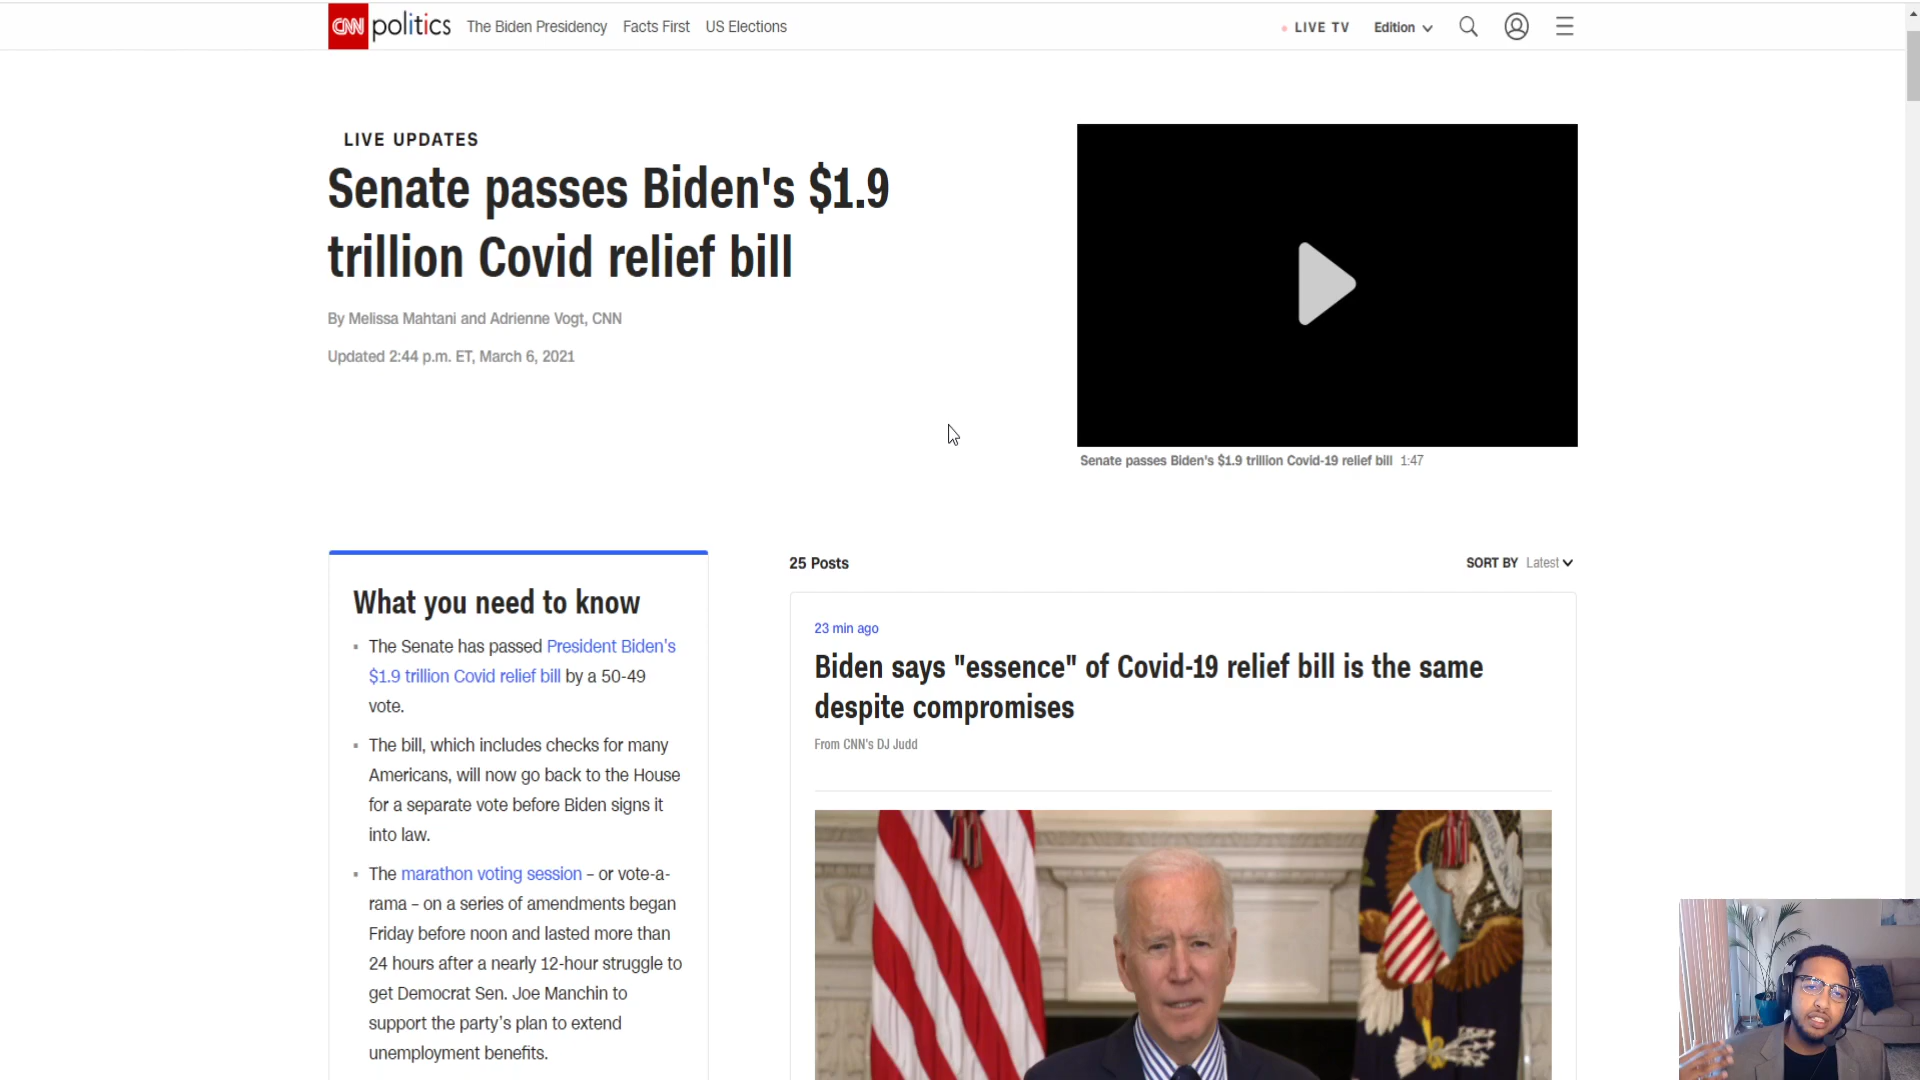 CNN politics The Biden Presidency Facts First US Elections LIVE TV Edition
LIVE UPDATES
Senate passes Biden's $1.9
trillion Covid relief bill
By Melissa Mahtani and Adrienne Vogt, CNN
Updated 2:44 p.m. ET, March 6, 2021
Senate passes Biden's $1.9 trillion Covid-19 relief bill 1:47
What you need to know
The Senate has passed President Biden's
$1.9 trillion Covid relief bill by a 50-49
vote.
The bill, which includes checks for many
Americans, will now go back to the House
for a separate vote before Biden signs it
into law.
The marathon voting session – or vote-a-
rama – on a series of amendments began
Friday before noon and lasted more than
24 hours after a nearly 12-hour struggle to
get Democrat Sen. Joe Manchin to
support the party's plan to extend
unemployment benefits.
25 Posts
SORT BY Latest
23 min ago
Biden says "essence" of Covid-19 relief bill is the same
despite compromises
From CNN's DJ Judd